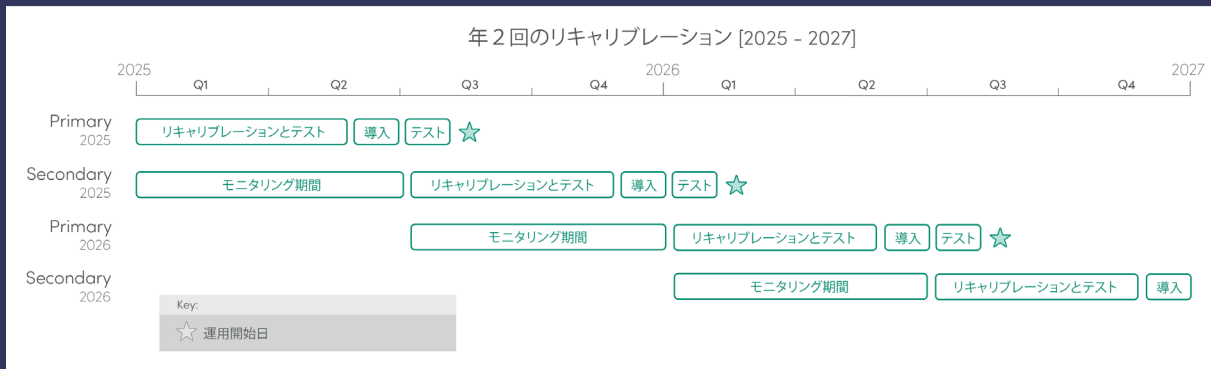 年２回のリキャリブレーション [2025 - 2027]
2025 2026 2027
Q1 Q2 Q3 Q4 Q1 Q2 Q3 Q4
Primary リキャリブレーションとテスト 導入 テスト
2025
Secondary モニタリング期間 リキャリブレーションとテスト 導入 テスト
2025
Primary モニタリング期間 リキャリブレーションとテスト 導入 テスト
2026
Secondary モニタリング期間 リキャリブレーションとテスト 導入
2026
Key:
運用開始日